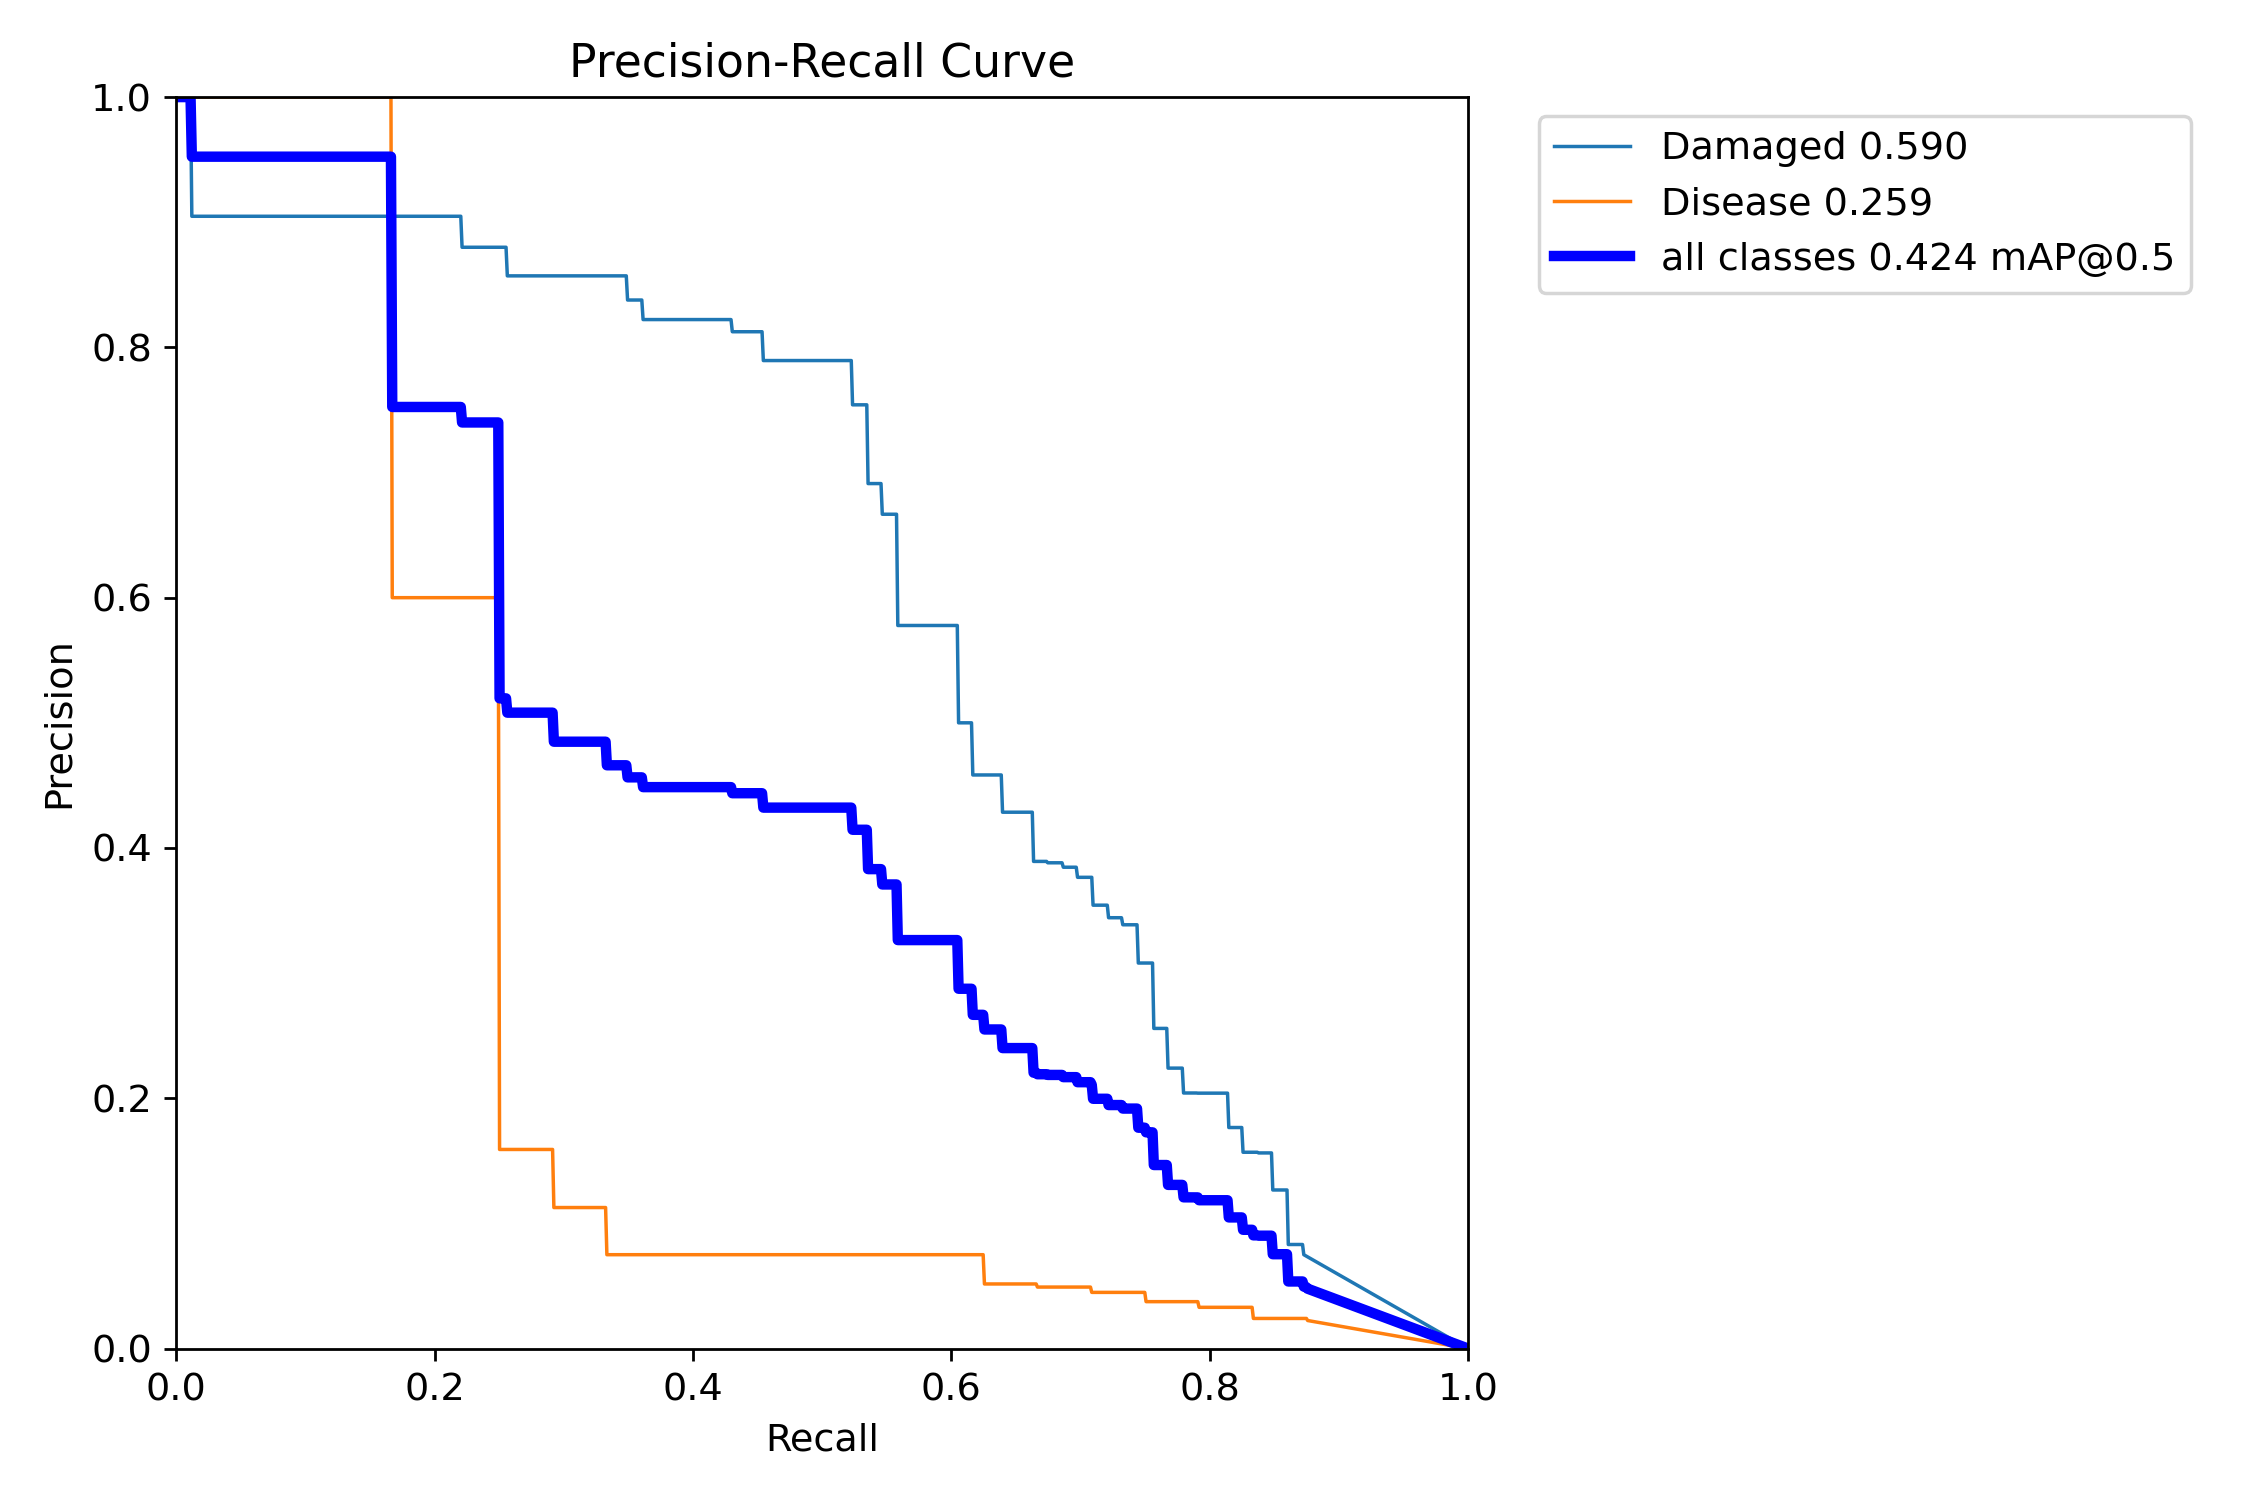 Precision-Recall Curve
Damaged 0.590
Disease 0.259
all classes 0.424 mAP@0.5
Precision
1.0
0.8
0.6
0.4
0.2
0.0
0.0 0.2 0.4 0.6 0.8 1.0
Recall